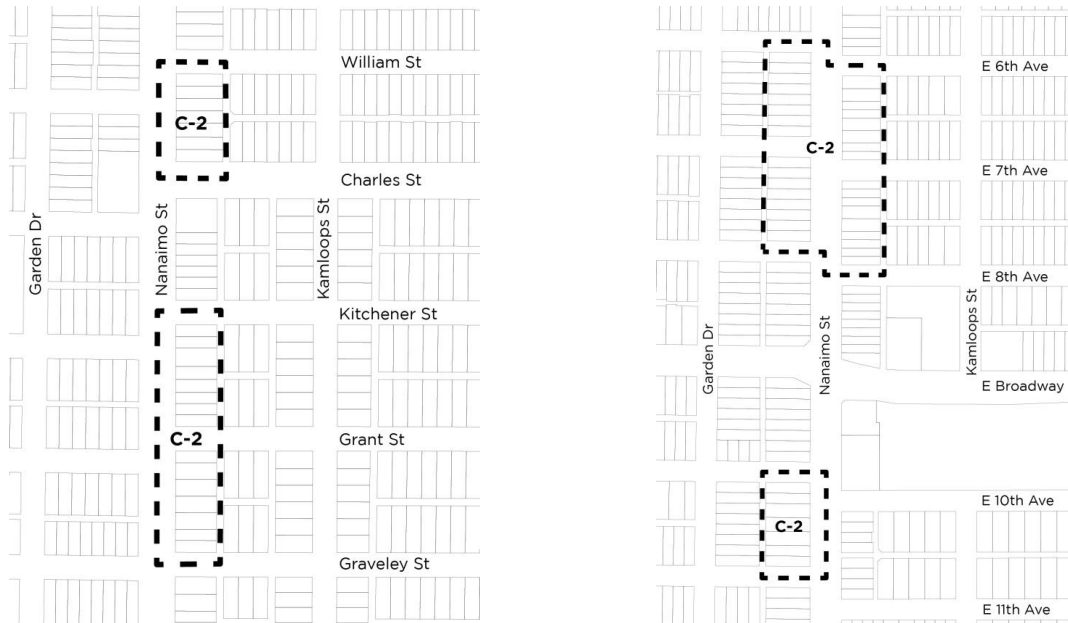 William St
C-2
Charles St
Garden Dr
Nanaimo St
Kamloops St
Kitchener St
C-2
Grant St
Graveley St
E 6th Ave
C-2
E 7th Ave
E 8th Ave
Garden Dr
Nanaimo St
Kamloops St
E Broadway
E 10th Ave
C-2
E 11th Ave